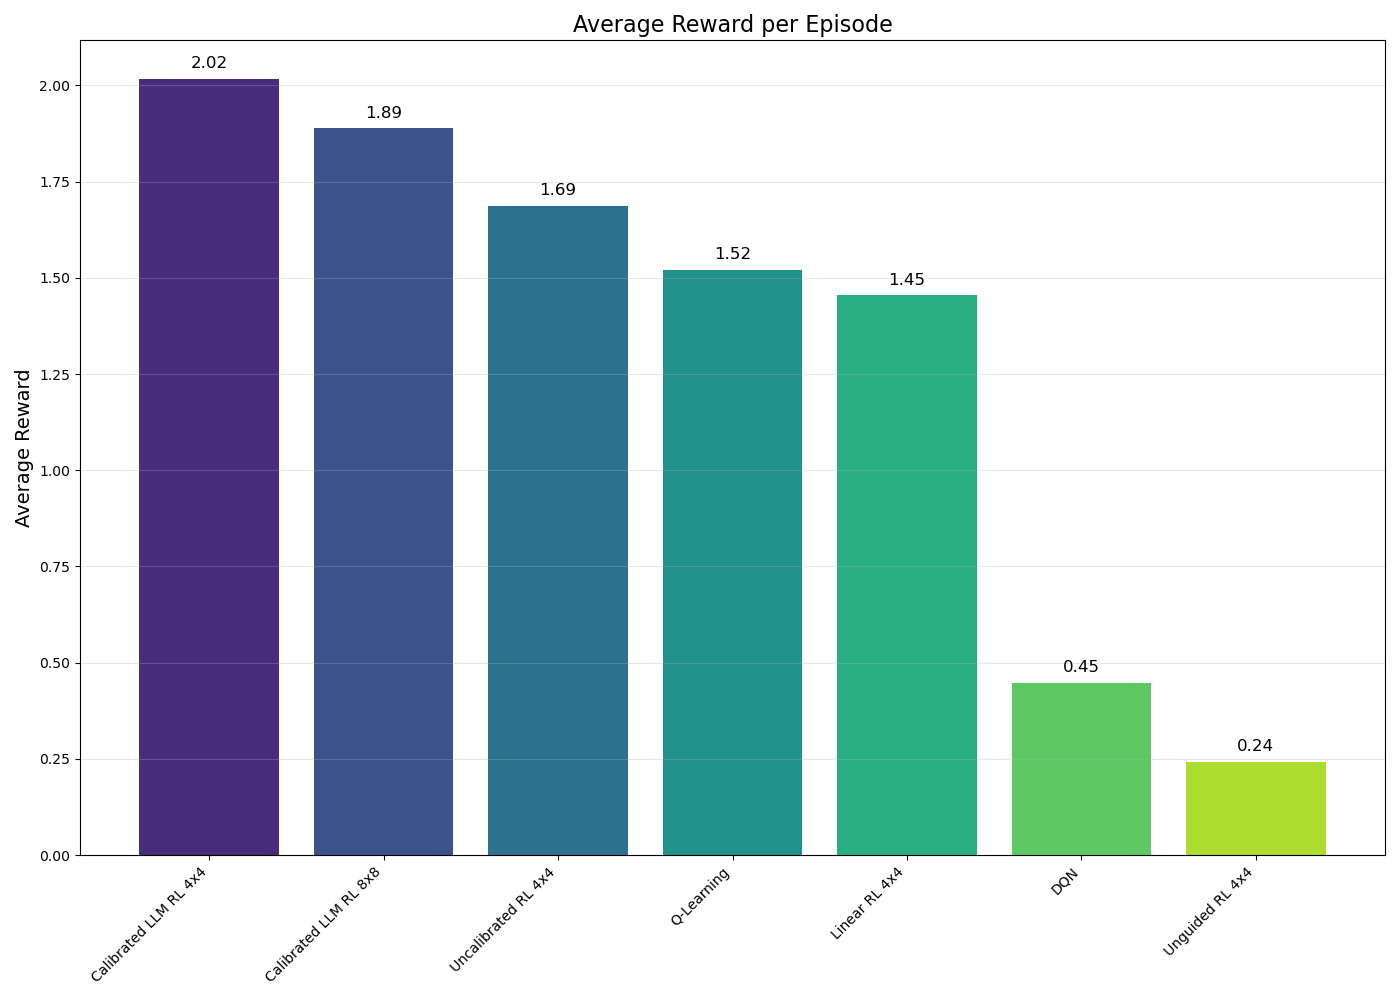 Average Reward per Episode
Average Reward
2.00
1.75
1.50
1.25
1.00
0.75
0.50
0.25
0.00
2.02
1.89
1.69
1.52
1.45
0.45
0.24
Calibrated LLM RL 4x4
Calibrated LLM RL 8x8
Uncalibrated RL 4x4
Q-Learning
Linear RL 4x4
DQN
Unguided RL 4x4